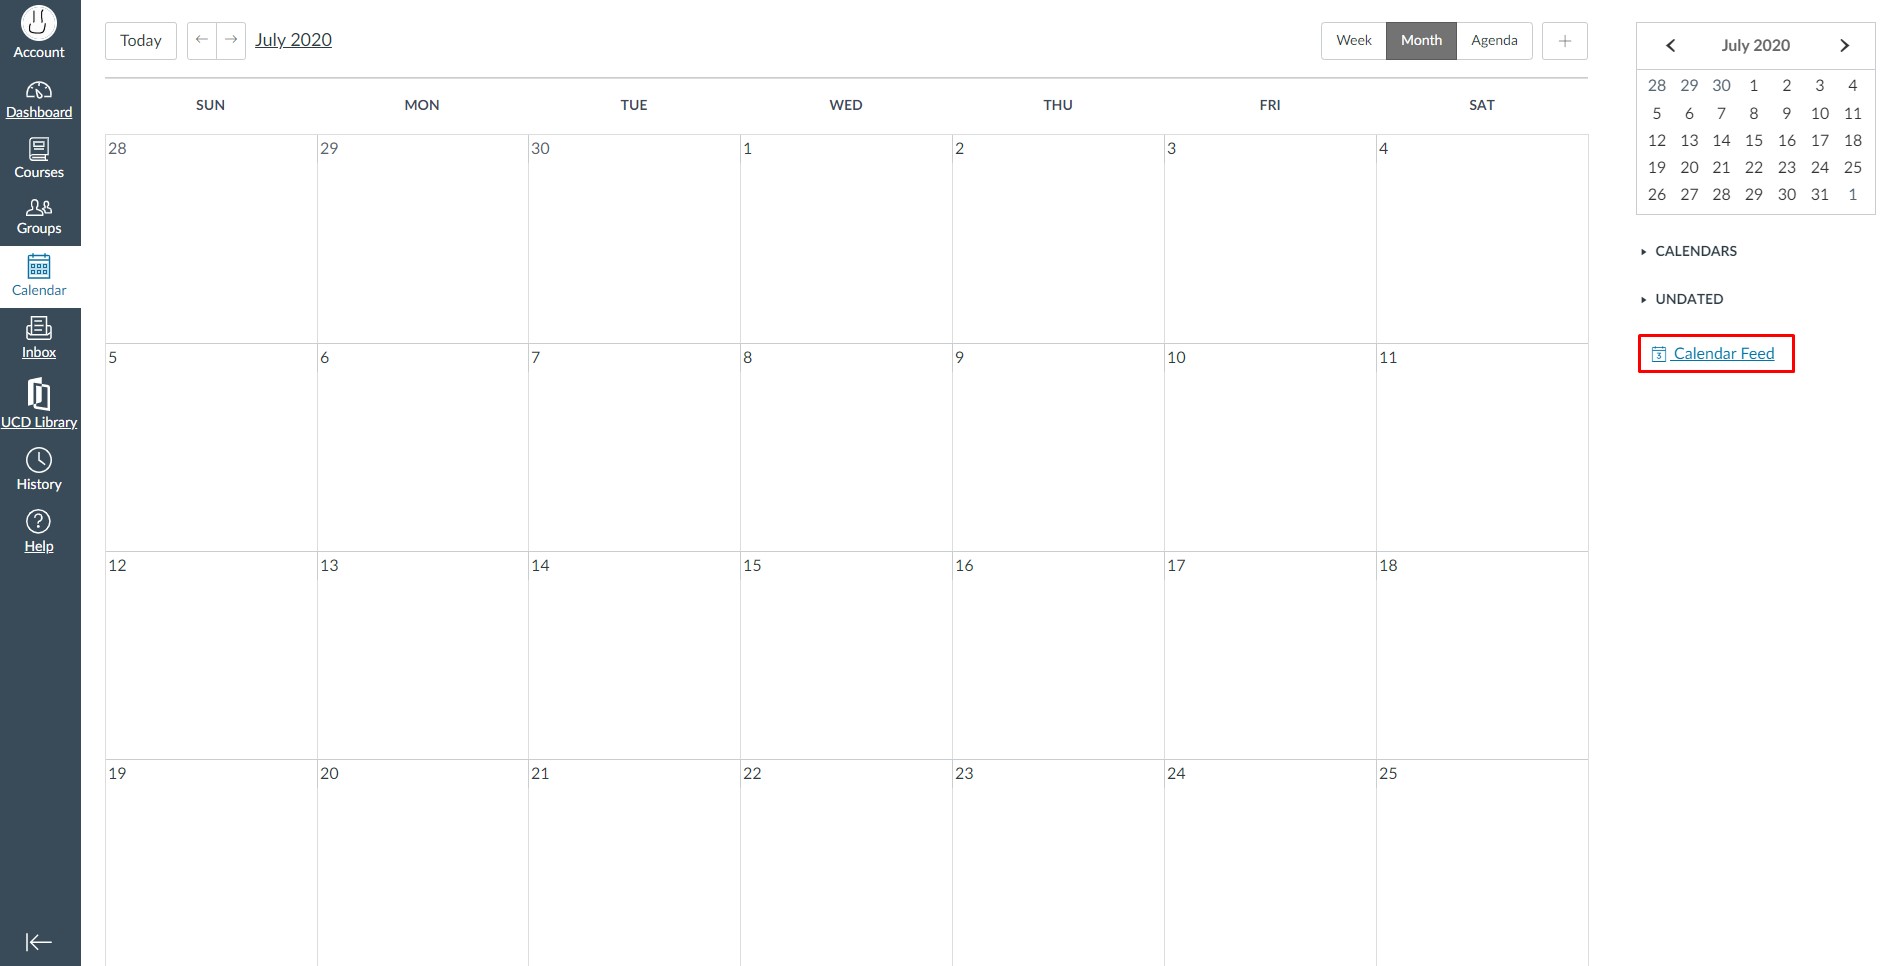 Account
Dashboard
Courses
Groups
Calendar
Inbox
UCD Library
History
Help
Today July 2020 Week Month Agenda
SUN MON TUE WED THU FRI SAT
28 29 30 1 2 3 4
5 6 7 8 9 10 11
12 13 14 15 16 17 18
19 20 21 22 23 24 25
July 2020
28 29 30 1 2 3 4
5 6 7 8 9 10 11
12 13 14 15 16 17 18
19 20 21 22 23 24 25
26 27 28 29 30 31 1
CALENDARS
UNDATED
3 Calendar Feed